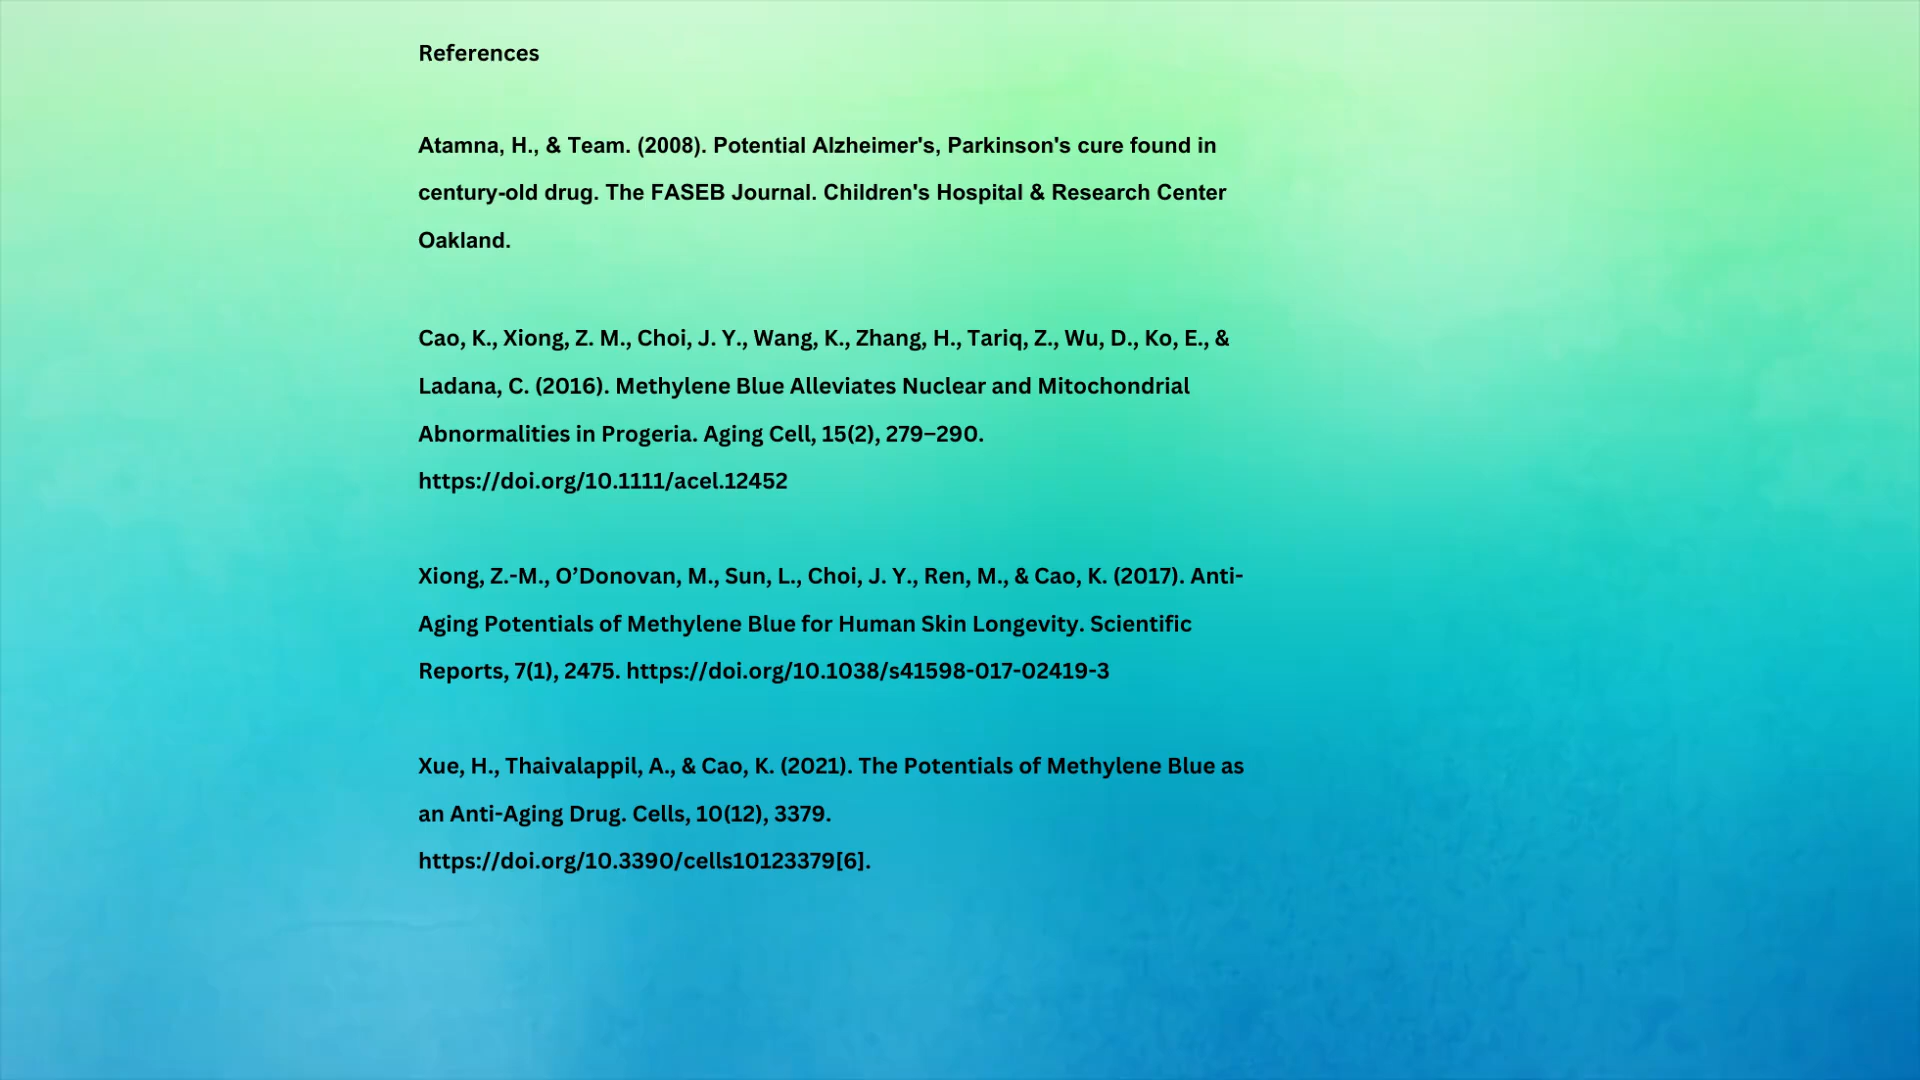 References
Atamna, H., & Team. (2008). Potential Alzheimer's, Parkinson's cure found in
century-old drug. The FASEB Journal. Children's Hospital & Research Center
Oakland.
Cao, K., Xiong, Z. M., Choi, J. Y., Wang, K., Zhang, H., Tariq, Z., Wu, D., Ko, E., &
Ladana, C. (2016). Methylene Blue Alleviates Nuclear and Mitochondrial
Abnormalities in Progeria. Aging Cell, 15(2), 279–290.
https://doi.org/10.1111/acel.12452
Xiong, Z.-M., O’Donovan, M., Sun, L., Choi, J. Y., Ren, M., & Cao, K. (2017). Anti-
Aging Potentials of Methylene Blue for Human Skin Longevity. Scientific
Reports, 7(1), 2475. https://doi.org/10.1038/s41598-017-02419-3
Xue, H., Thaivalappil, A., & Cao, K. (2021). The Potentials of Methylene Blue as
an Anti-Aging Drug. Cells, 10(12), 3379.
https://doi.org/10.3390/cells10123379[6].